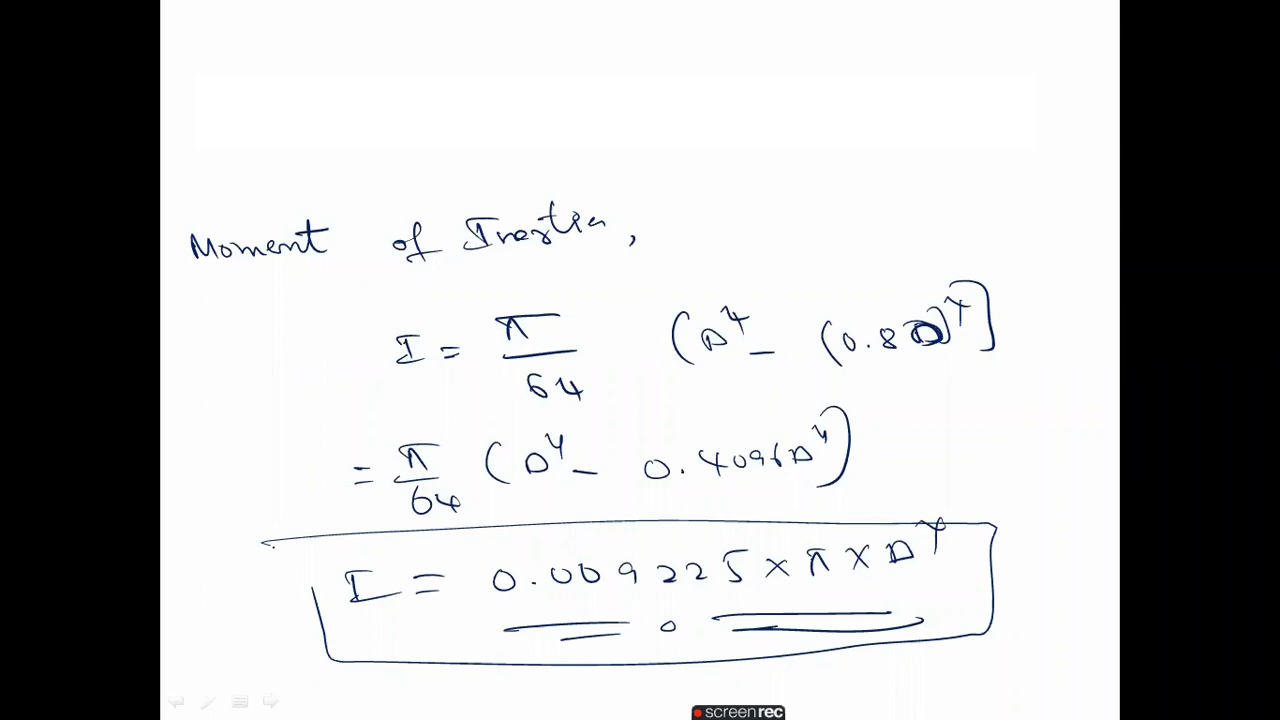 Moment of Inertia,
I = π/64 (D⁴ - (0.8D)⁴]
= π/64 (D⁴ - 0.4096D⁴)
I = 0.009225 × π × D⁴
screenrec